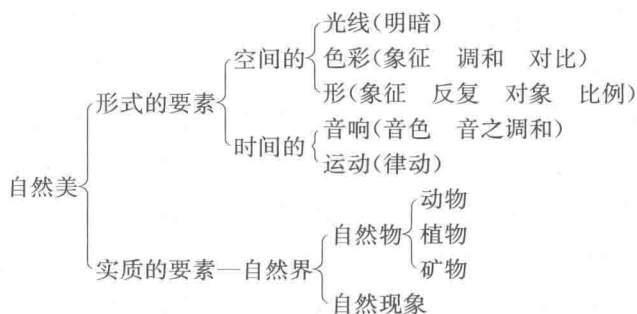 光线(明暗)
空间的
色彩(象征 调和 对比)
形(象征 反复 对象 比例)
形式的要素
时间的
音响(音色 音之调和)
运动(律动)
自然美
实质的要素—自然界
自然物
动物
植物
矿物
自然现象